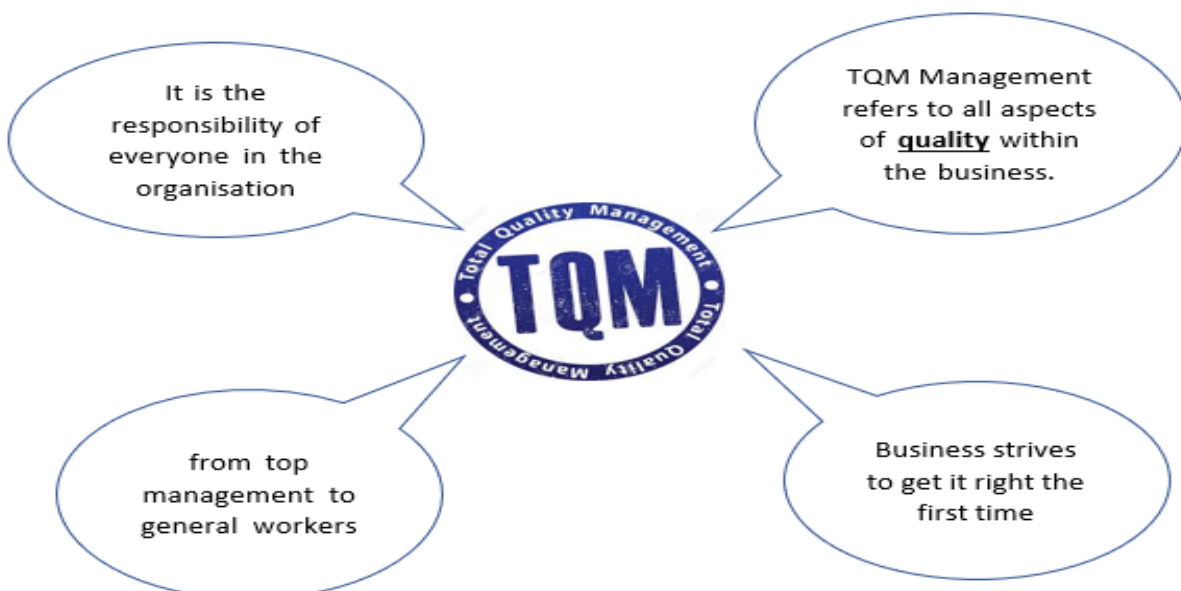 It is the
responsibility of
everyone in the
organisation
TQM Management
refers to all aspects
of quality within
the business.
Total Quality Management
TQM
Total Quality Management
from top
management to
general workers
Business strives
to get it right the
first time